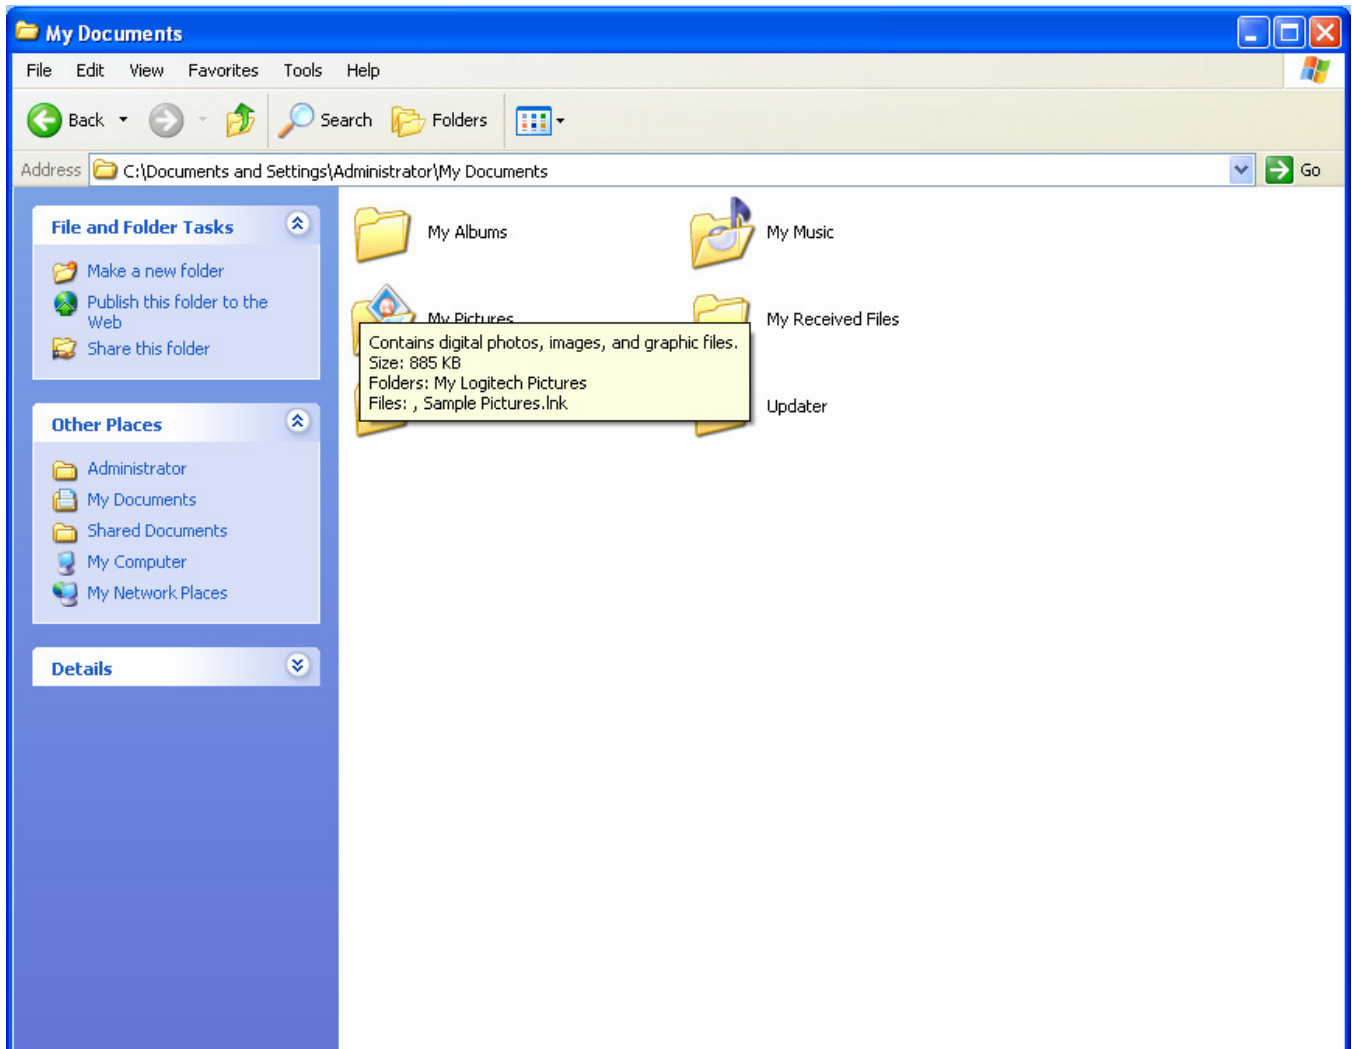 My Documents
File Edit View Favorites Tools Help
Back Search Folders
Address C:\Documents and Settings\Administrator\My Documents Go
File and Folder Tasks
Make a new folder
Publish this folder to the
Web
Share this folder
Other Places
Administrator
My Documents
Shared Documents
My Computer
My Network Places
Details
My Albums
My Music
My Pictures
My Received Files
Contains digital photos, images, and graphic files.
Size: 885 KB
Folders: My Logitech Pictures
Files: , Sample Pictures.lnk
Updater